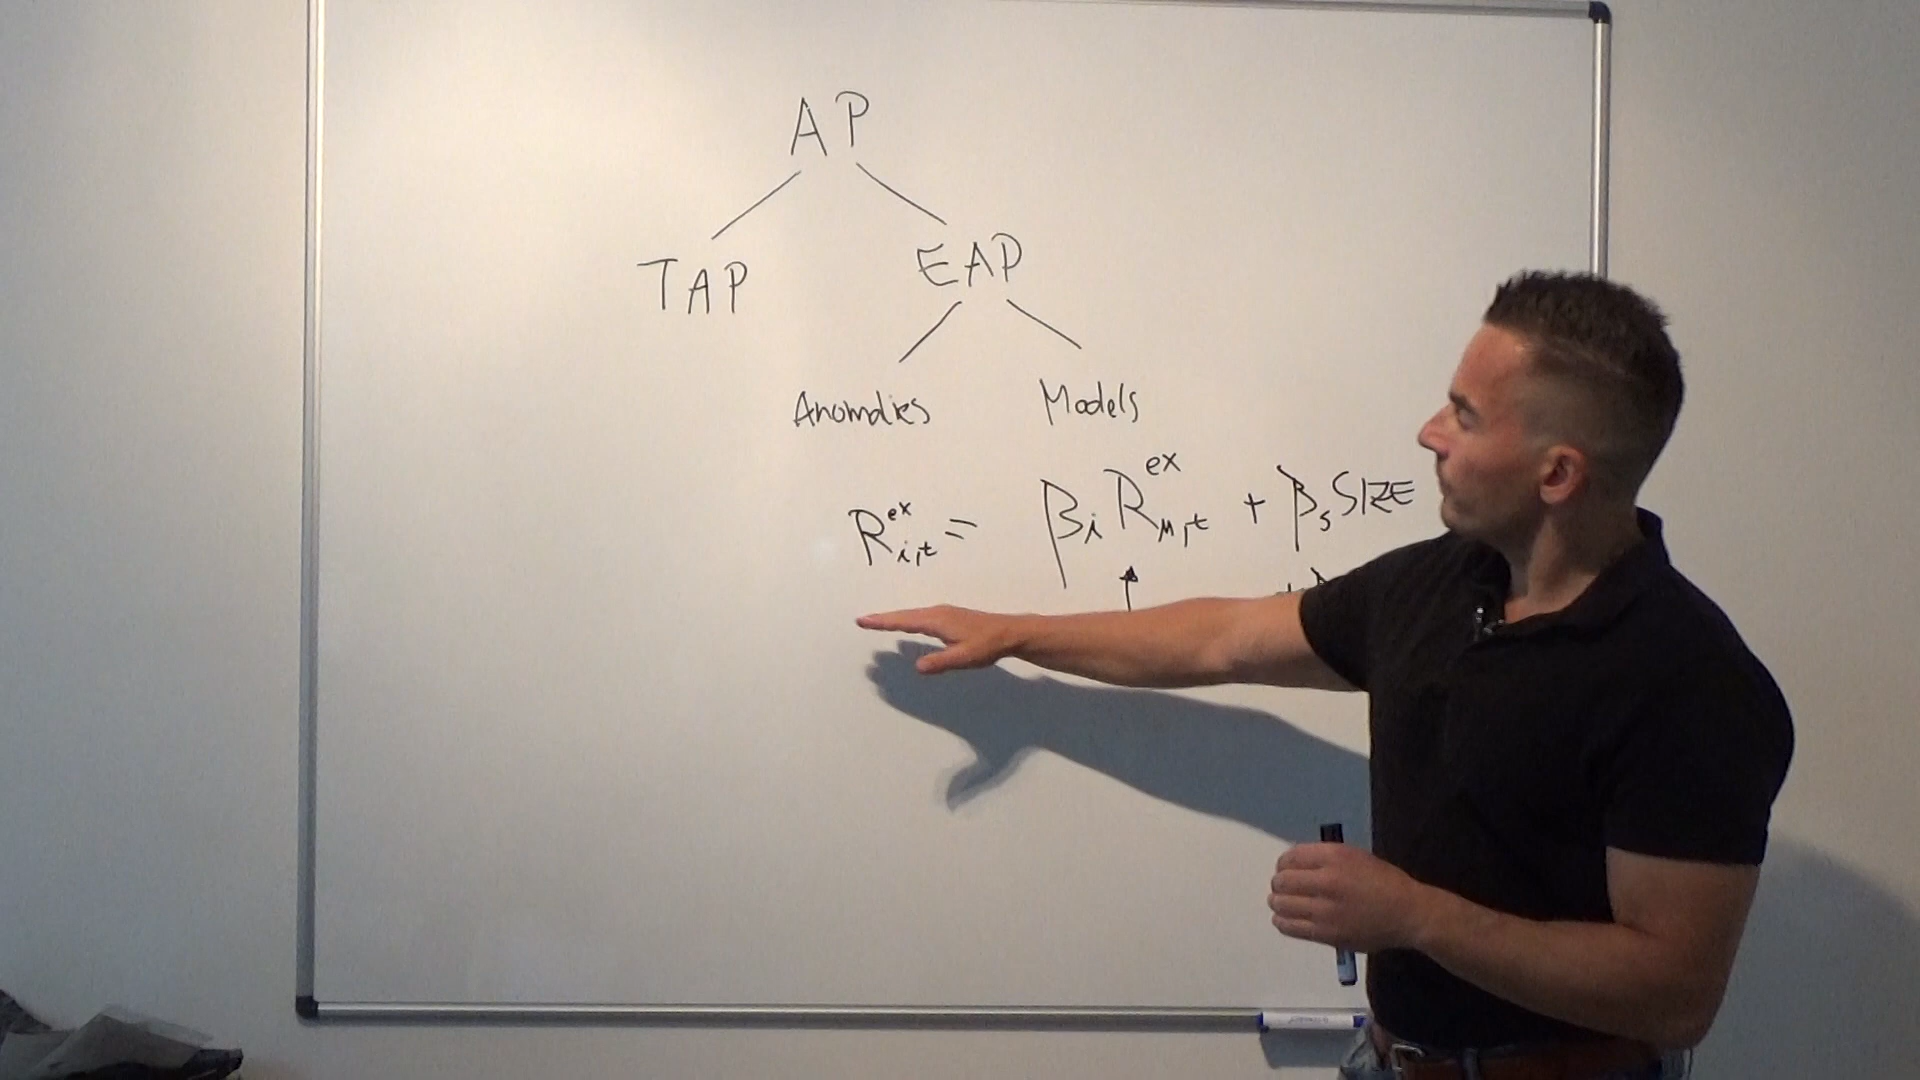 AP
TAP EAP
Anomalies Models
R^ex_i,t = β_i R^ex_M,t + β_s SIZE
+ β